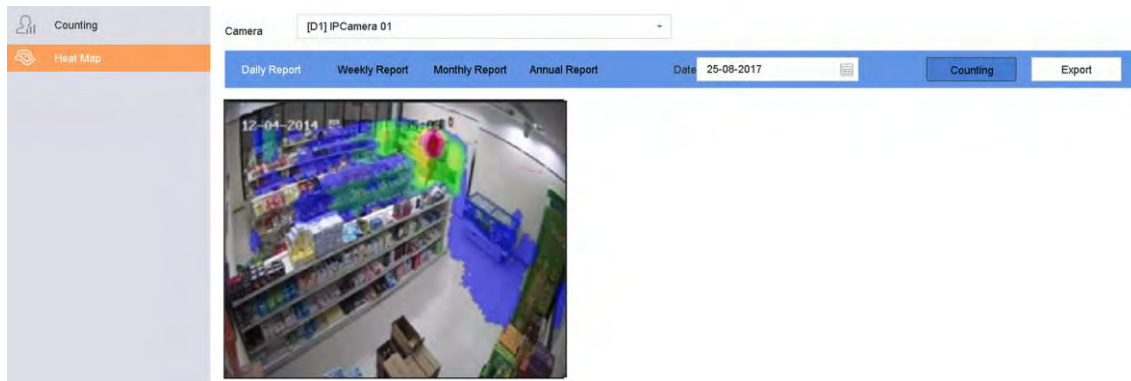 Counting
Heat Map
Camera
[D1] IPCamera 01
Daily Report
Weekly Report
Monthly Report
Annual Report
Date
25-08-2017
Counting
Export
12-04-2014